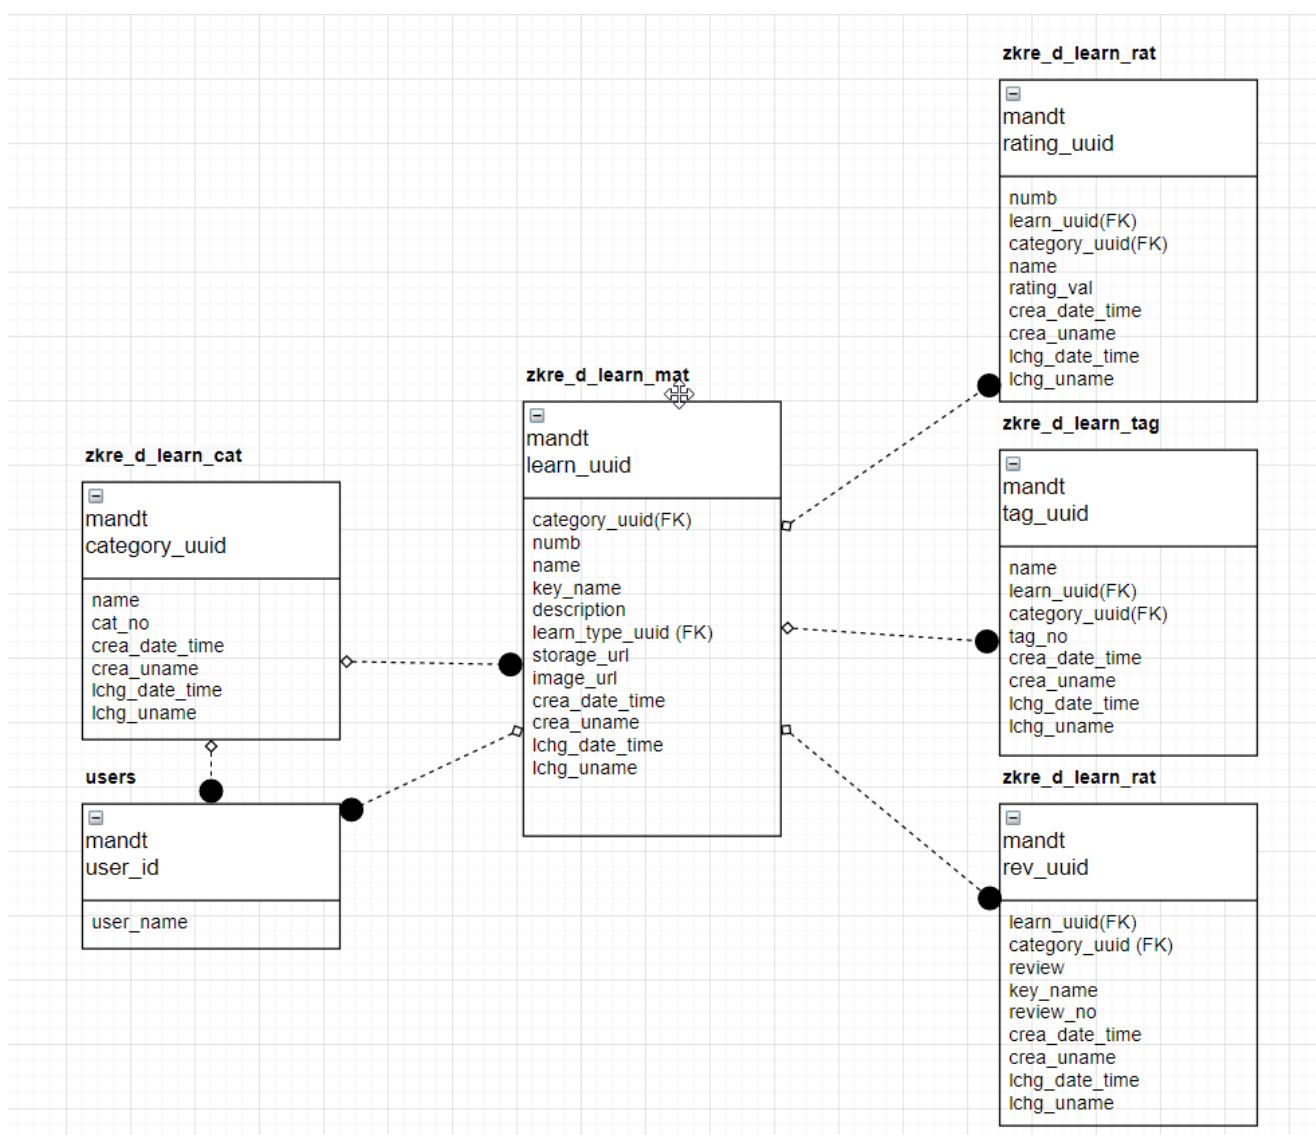 zkre_d_learn_cat
mandt
category_uuid
name
cat_no
crea_date_time
crea_uname
lchg_date_time
lchg_uname
users
mandt
user_id
user_name
zkre_d_learn_mat
mandt
learn_uuid
category_uuid(FK)
numb
name
key_name
description
learn_type_uuid (FK)
storage_url
image_url
crea_date_time
crea_uname
lchg_date_time
lchg_uname
zkre_d_learn_rat
mandt
rating_uuid
numb
learn_uuid(FK)
category_uuid(FK)
name
rating_val
crea_date_time
crea_uname
lchg_date_time
lchg_uname
zkre_d_learn_tag
mandt
tag_uuid
name
learn_uuid(FK)
category_uuid(FK)
tag_no
crea_date_time
crea_uname
lchg_date_time
lchg_uname
zkre_d_learn_rat
mandt
rev_uuid
learn_uuid(FK)
category_uuid (FK)
review
key_name
review_no
crea_date_time
crea_uname
lchg_date_time
lchg_uname